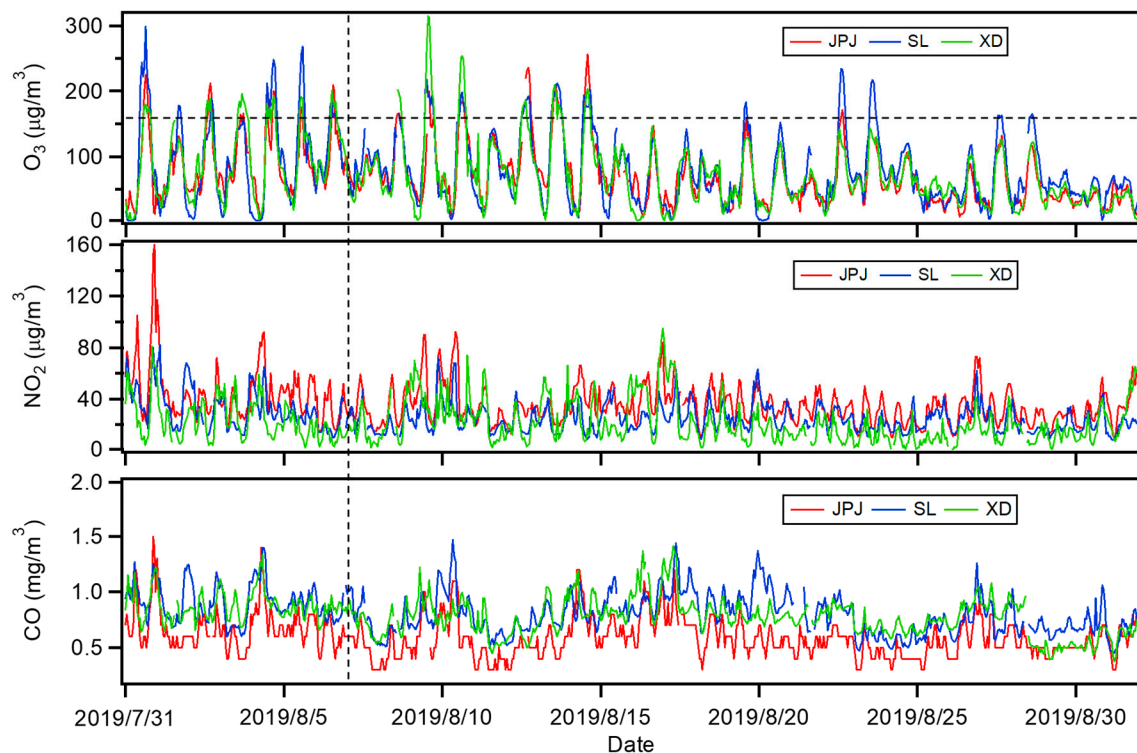 300
200
100
0
O₃ (μg/m³)
JPJ SL XD
160
120
80
40
0
NO₂ (μg/m³)
JPJ SL XD
2.0
1.5
1.0
0.5
CO (mg/m³)
JPJ SL XD
2019/7/31 2019/8/5 2019/8/10 2019/8/15 2019/8/20 2019/8/25 2019/8/30
Date